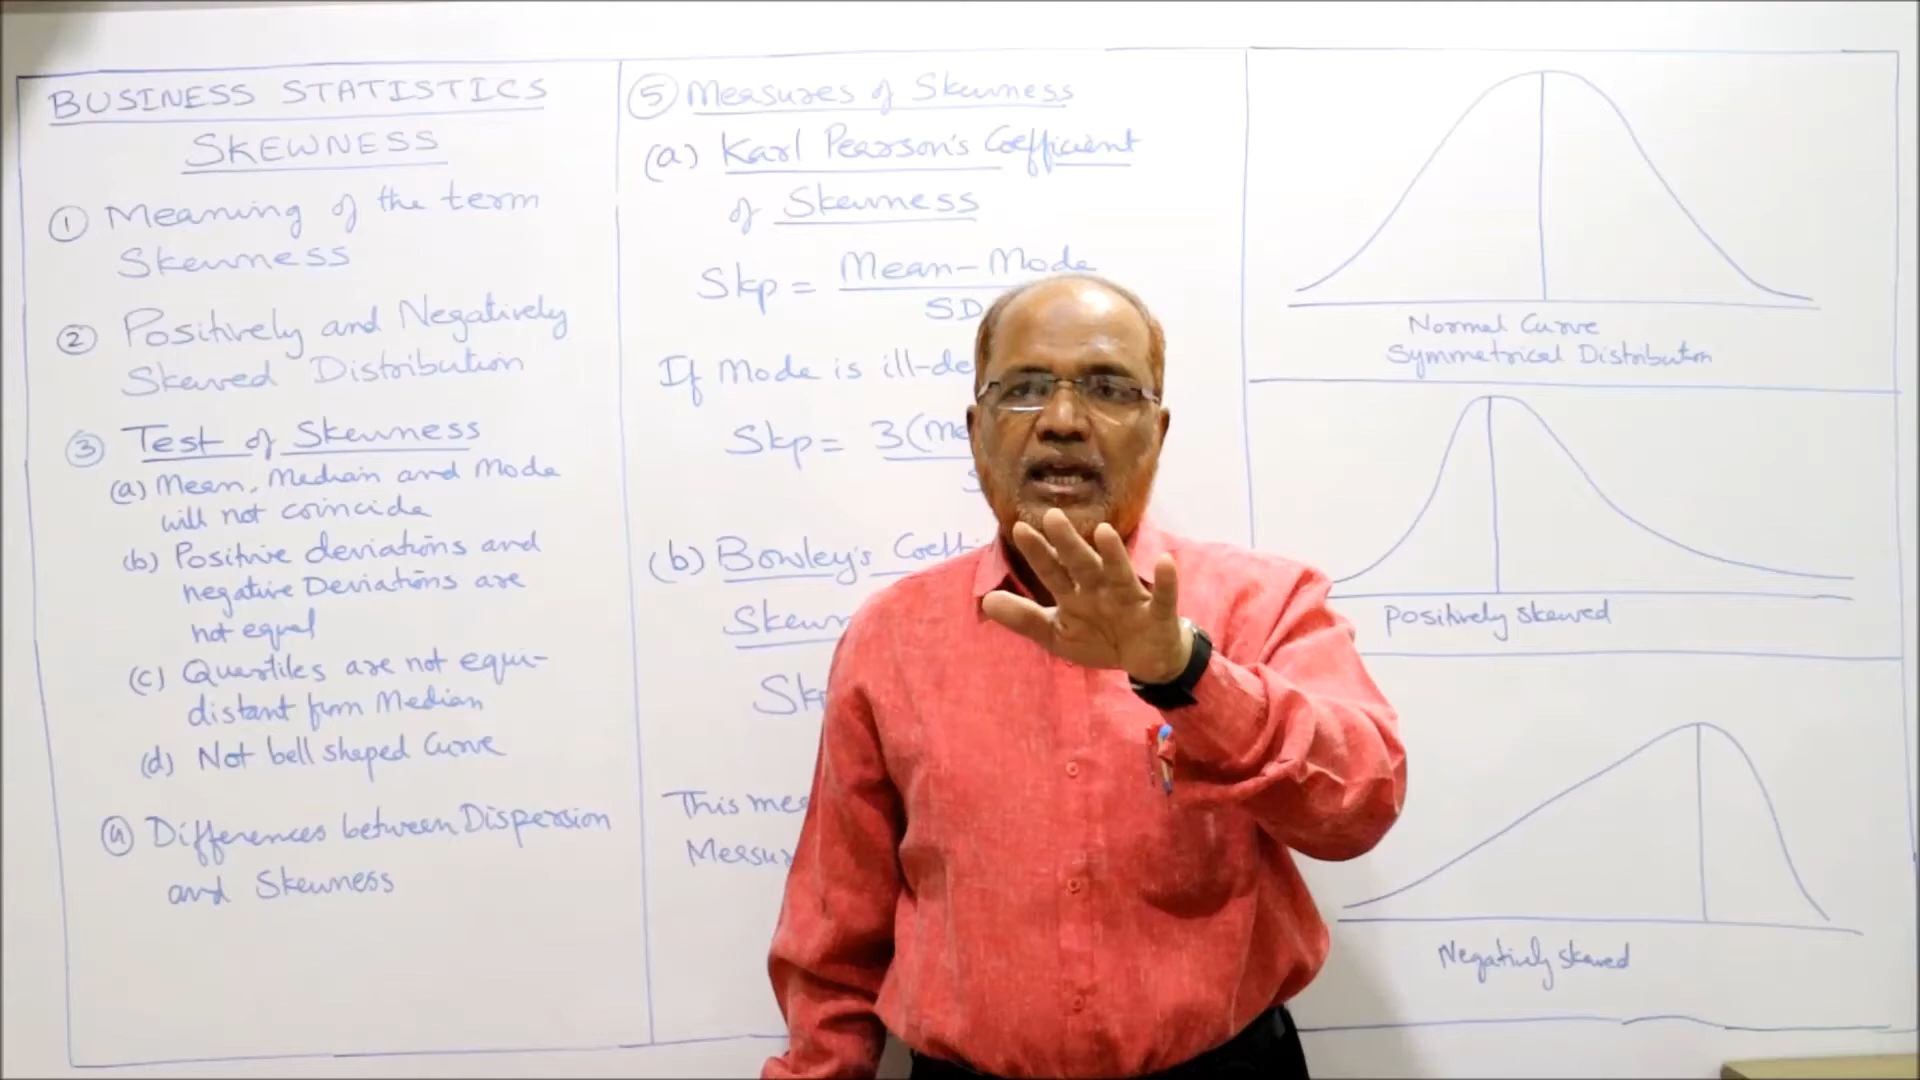 BUSINESS STATISTICS
SKEWNESS
① Meaning of the term
Skewness
② Positively and Negatively
Skewed Distribution
③ Test of Skewness
(a) Mean, Median and Mode
will not coincide
(b) Positive deviations and
negative Deviations are
not equal
(c) Quartiles are not equi-
distant from Median
(d) Not bell shaped Curve
④ Differences between Dispersion
and Skewness
⑤ Measures of Skewness
(a) Karl Pearson's Coefficient
of Skewness
Skp = Mean - Mode
SD
If Mode is
Skp = 3(
(b) Bowley's
This
Normal Curve
Symmetrical Distribution
Positively skewed
Negatively skewed